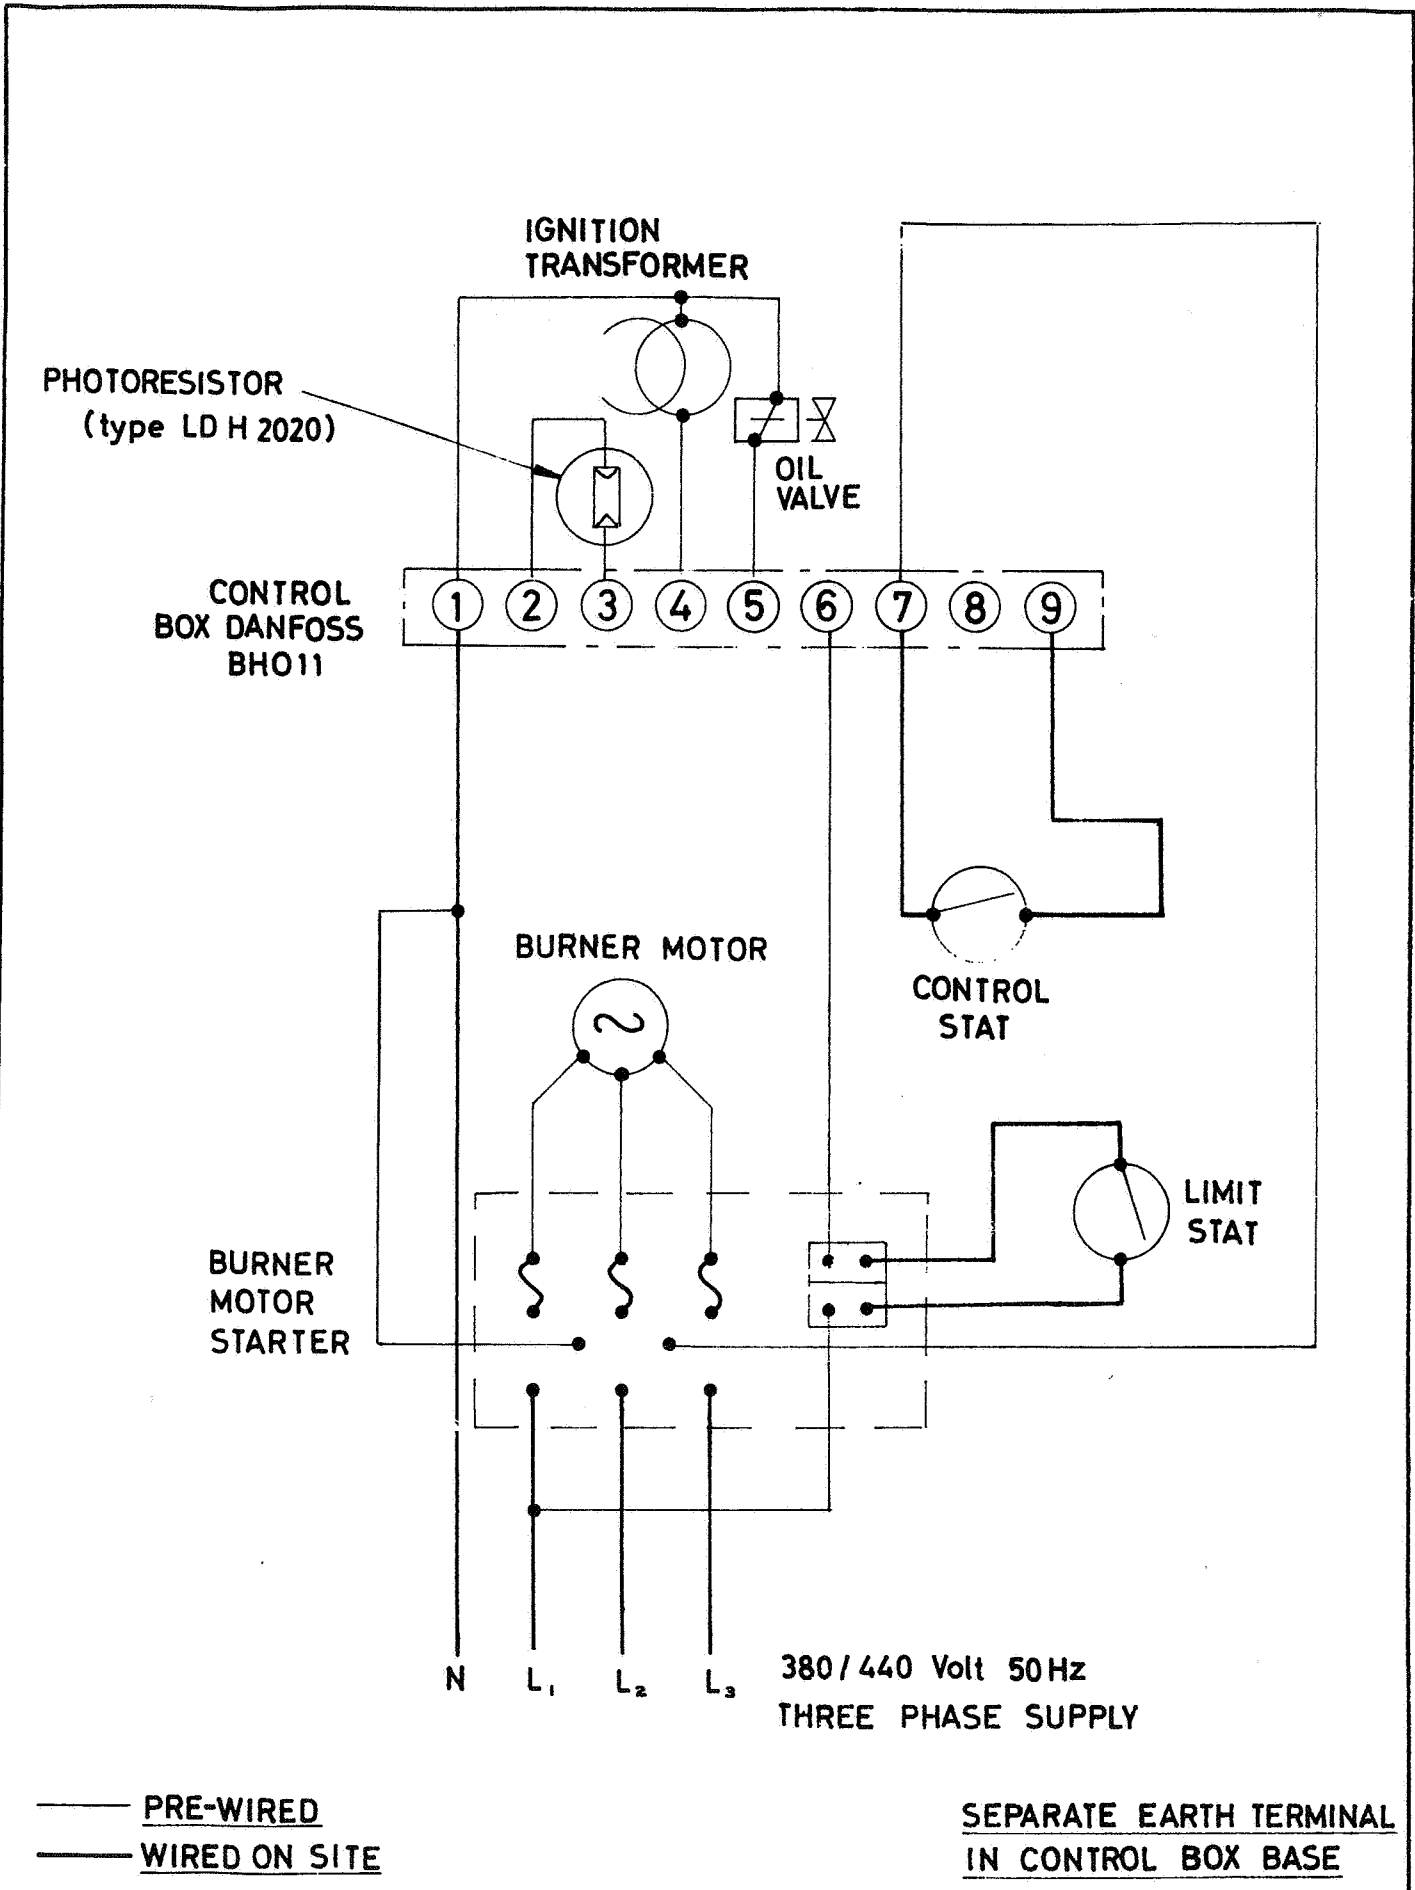 IGNITION
TRANSFORMER
PHOTORESISTOR
(type LD H 2020)
OIL
VALVE
CONTROL
BOX DANFOSS
BHO11
1 2 3 4 5 6 7 8 9
BURNER MOTOR
CONTROL
STAT
LIMIT
STAT
BURNER
MOTOR
STARTER
N L1 L2 L3
380/440 Volt 50Hz
THREE PHASE SUPPLY
PRE-WIRED
WIRED ON SITE
SEPARATE EARTH TERMINAL
IN CONTROL BOX BASE